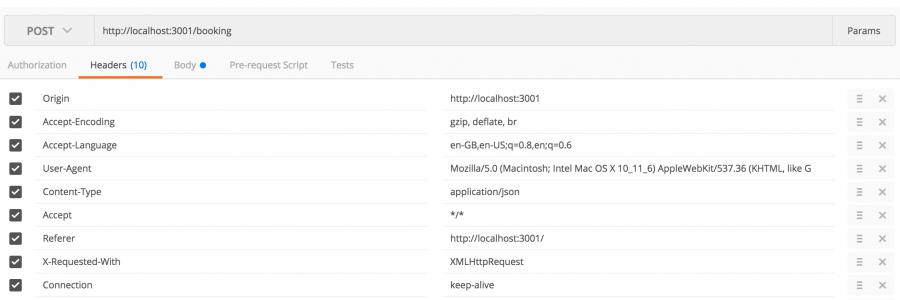 POST http://localhost:3001/booking Params
Authorization Headers (10) Body Pre-request Script Tests
Origin http://localhost:3001
Accept-Encoding gzip, deflate, br
Accept-Language en-GB,en-US;q=0.8,en;q=0.6
User-Agent Mozilla/5.0 (Macintosh; Intel Mac OS X 10_11_6) AppleWebKit/537.36 (KHTML, like G
Content-Type application/json
Accept */*
Referer http://localhost:3001/
X-Requested-With XMLHttpRequest
Connection keep-alive